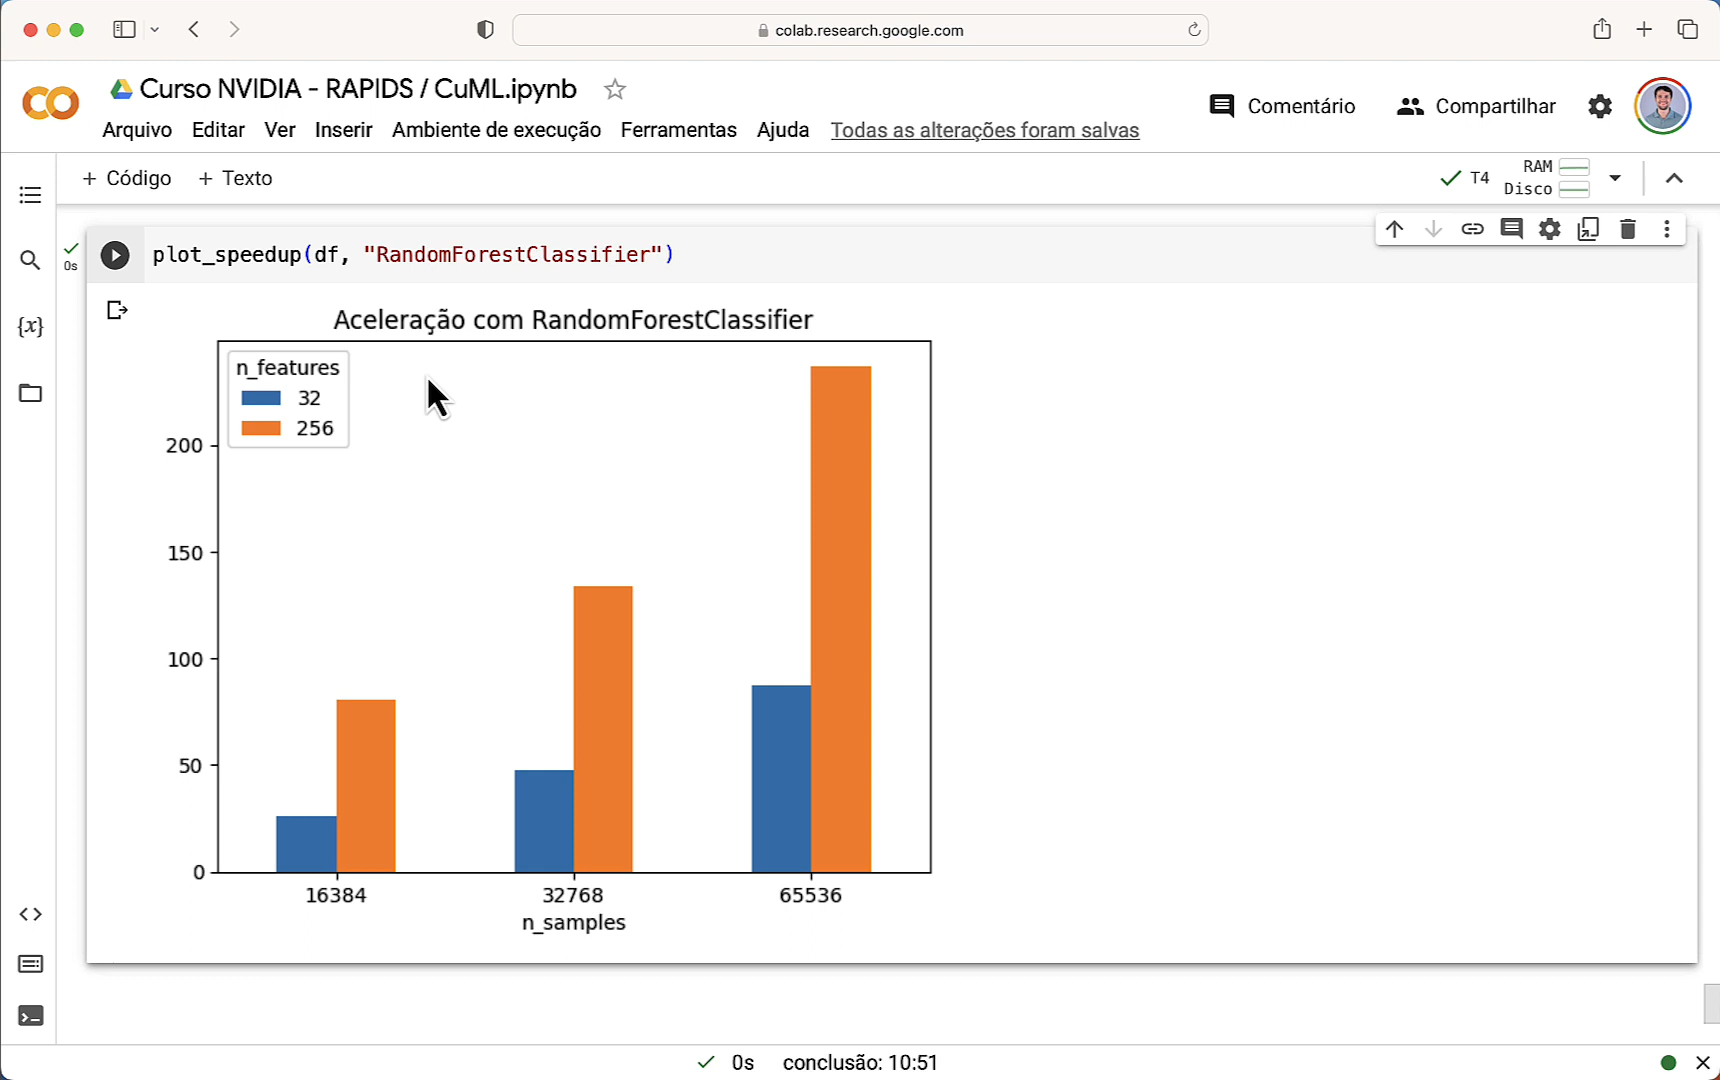 colab.research.google.com
Curso NVIDIA - RAPIDS / CuML.ipynb
Comentário
Compartilhar
Arquivo Editar Ver Inserir Ambiente de execução Ferramentas Ajuda Todas as alterações foram salvas
+ Código + Texto
T4
RAM
Disco
0s
plot_speedup(df, "RandomForestClassifier")
{x}
Aceleração com RandomForestClassifier
n_features
32
256
200
150
100
50
0
16384 32768 65536
n_samples
0s conclusão: 10:51